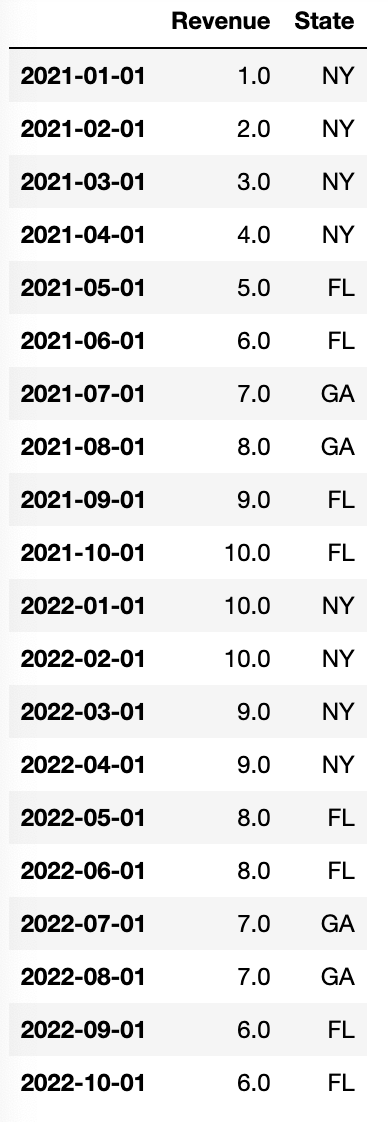 Revenue State
2021-01-01 1.0 NY
2021-02-01 2.0 NY
2021-03-01 3.0 NY
2021-04-01 4.0 NY
2021-05-01 5.0 FL
2021-06-01 6.0 FL
2021-07-01 7.0 GA
2021-08-01 8.0 GA
2021-09-01 9.0 FL
2021-10-01 10.0 FL
2022-01-01 10.0 NY
2022-02-01 10.0 NY
2022-03-01 9.0 NY
2022-04-01 9.0 NY
2022-05-01 8.0 FL
2022-06-01 8.0 FL
2022-07-01 7.0 GA
2022-08-01 7.0 GA
2022-09-01 6.0 FL
2022-10-01 6.0 FL